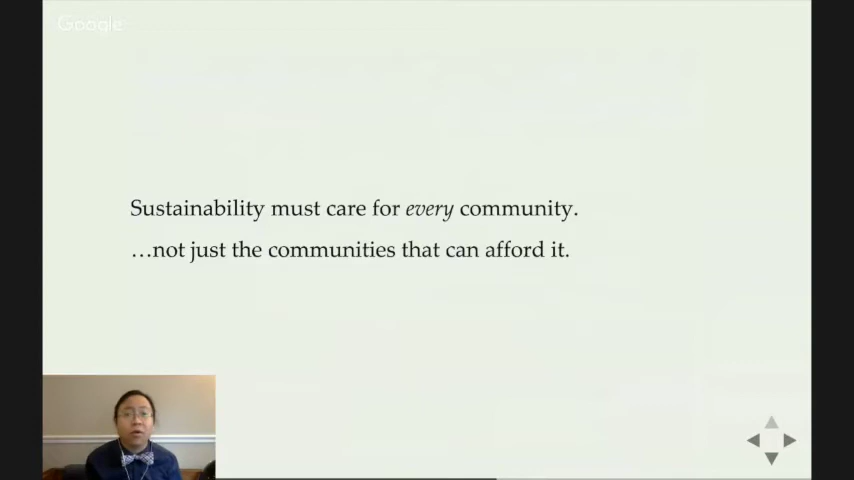 Google
Sustainability must care for every community.
…not just the communities that can afford it.